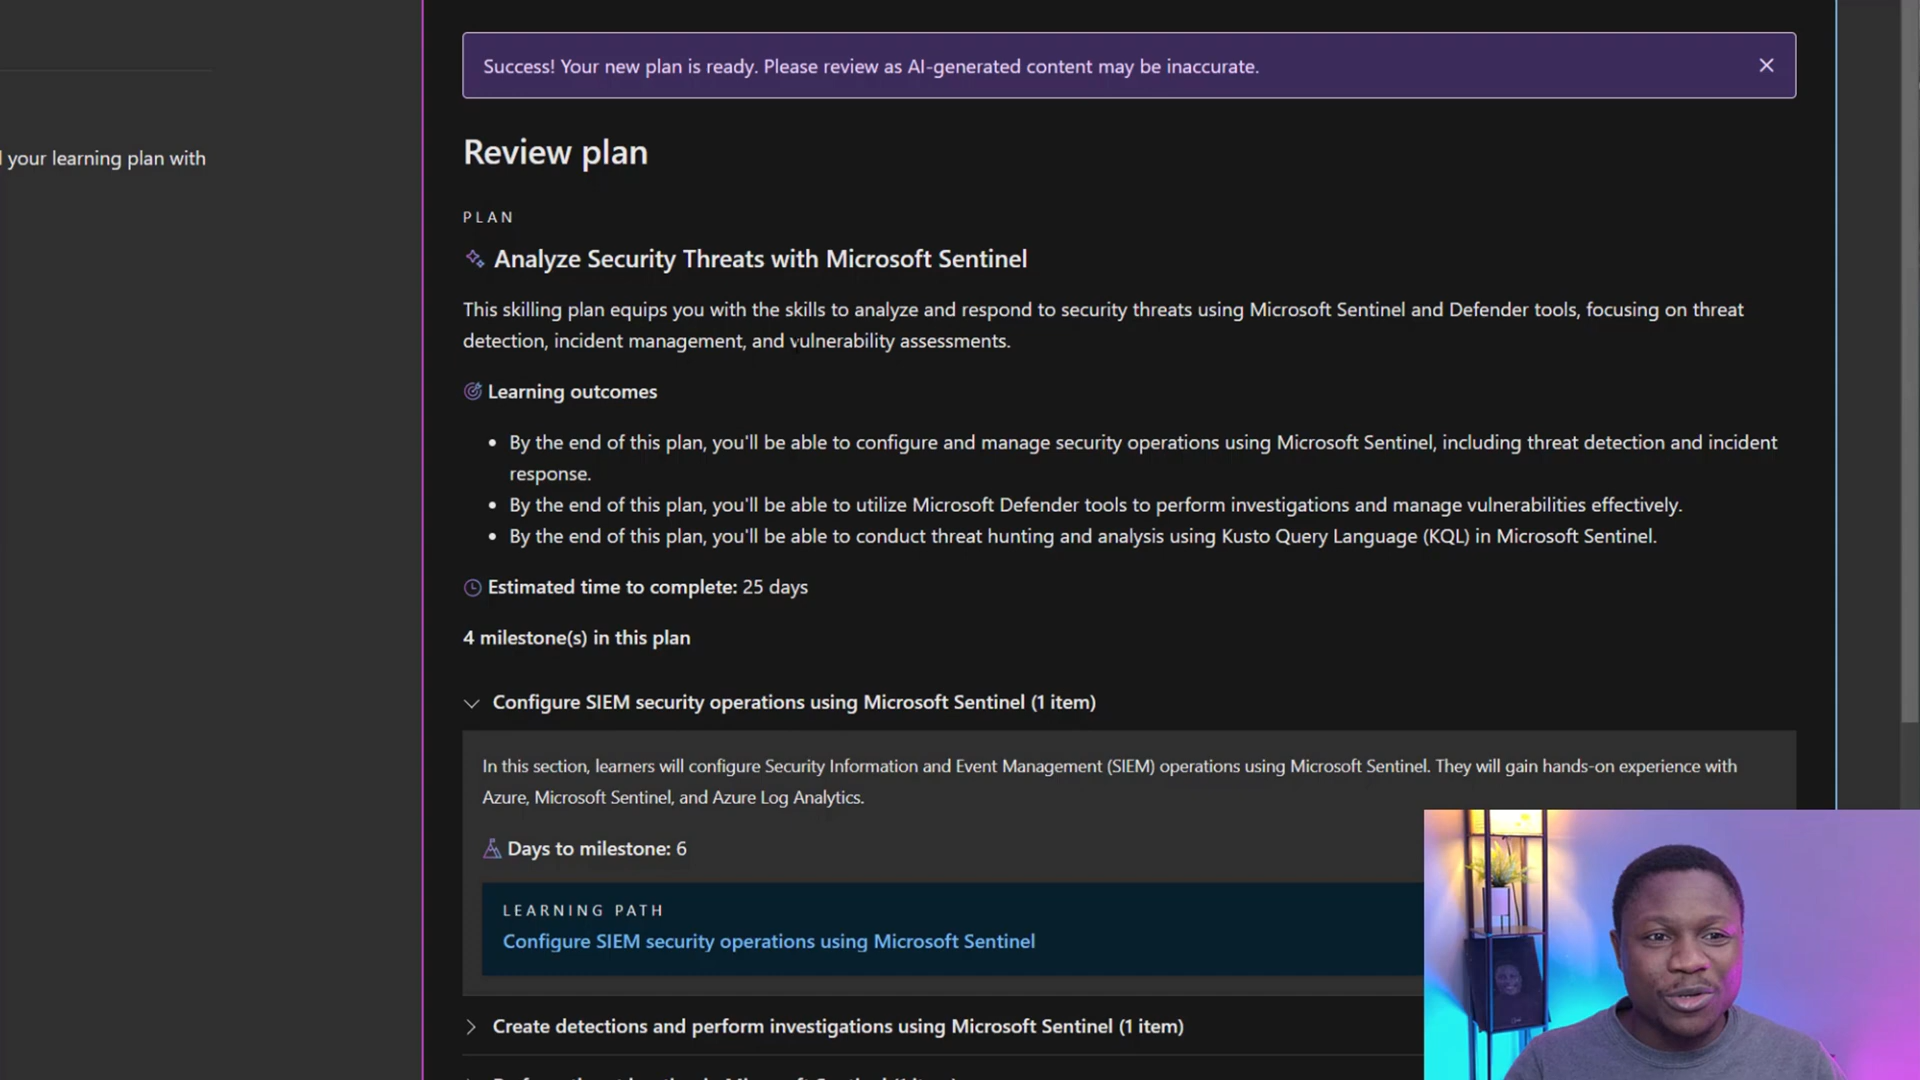 Success! Your new plan is ready. Please review as AI-generated content may be inaccurate.
your learning plan with
Review plan
PLAN
Analyze Security Threats with Microsoft Sentinel
This skilling plan equips you with the skills to analyze and respond to security threats using Microsoft Sentinel and Defender tools, focusing on threat
detection, incident management, and vulnerability assessments.
Learning outcomes
• By the end of this plan, you'll be able to configure and manage security operations using Microsoft Sentinel, including threat detection and incident
response.
• By the end of this plan, you'll be able to utilize Microsoft Defender tools to perform investigations and manage vulnerabilities effectively.
• By the end of this plan, you'll be able to conduct threat hunting and analysis using Kusto Query Language (KQL) in Microsoft Sentinel.
Estimated time to complete: 25 days
4 milestone(s) in this plan
Configure SIEM security operations using Microsoft Sentinel (1 item)
In this section, learners will configure Security Information and Event Management (SIEM) operations using Microsoft Sentinel. They will gain hands-on experience with
Azure, Microsoft Sentinel, and Azure Log Analytics.
Days to milestone: 6
LEARNING PATH
Configure SIEM security operations using Microsoft Sentinel
Create detections and perform investigations using Microsoft Sentinel (1 item)